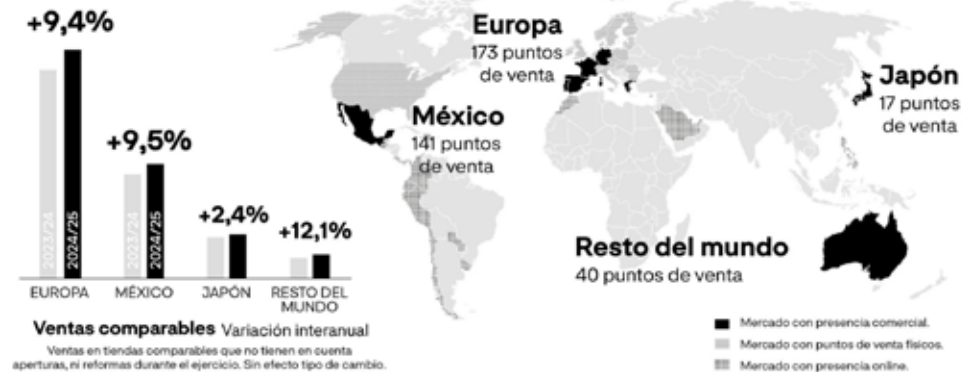 +9,4%
+9,5%
+2,4%
+12,1%
2023/24
2024/25
2023/24
2024/25
EUROPA
MÉXICO
JAPÓN
RESTO DEL
MUNDO
Ventas comparables Variación interanual
Ventas en tiendas comparables que no tienen en cuenta
aperturas, ni reformas durante el ejercicio. Sin efecto tipo de cambio.
Europa
173 puntos
de venta
México
141 puntos
de venta
Japón
17 puntos
de venta
Resto del mundo
40 puntos de venta
Mercado con presencia comercial.
Mercado con puntos de venta físicos.
Mercado con presencia online.